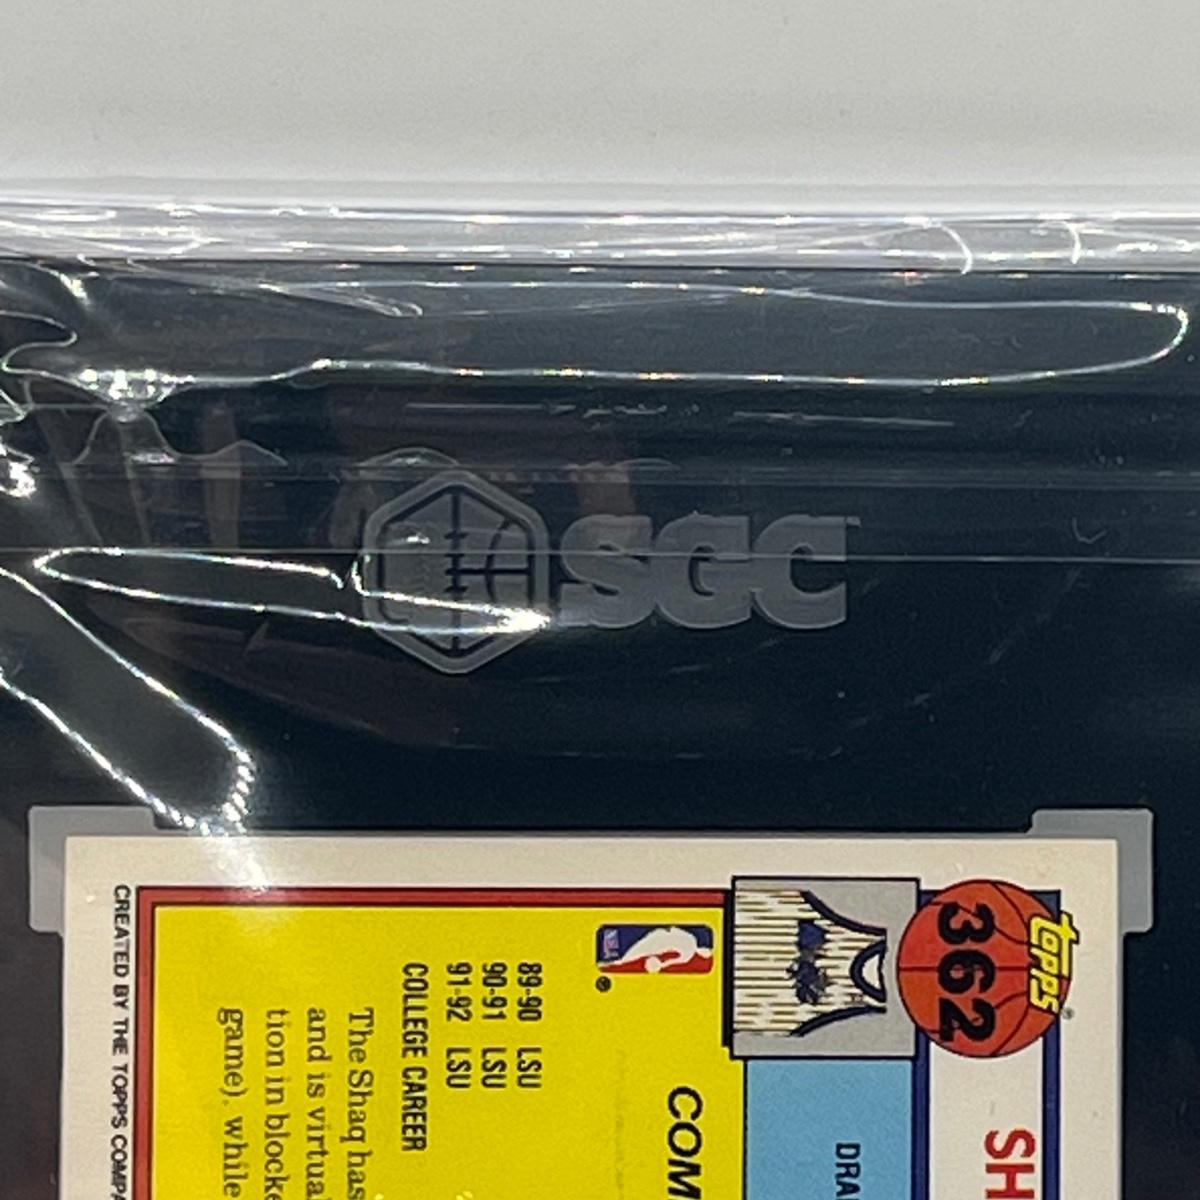 SGC
topps®
362
SH
DRA
COM
NBA
®
89-90 LSU
90-91 LSU
91-92 LSU
COLLEGE CAREER
The Shaq has
and is virtual
tion in blocke
game), while
CREATED BY THE TOPPS COMPA